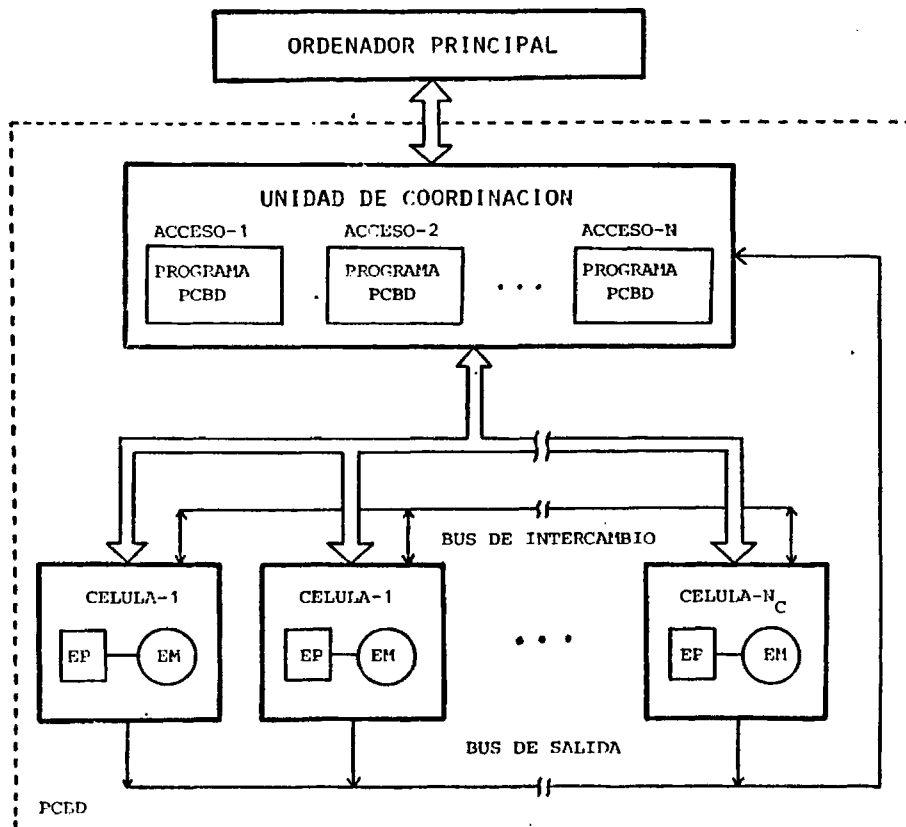 ORDENADOR PRINCIPAL
UNIDAD DE COORDINACION
ACCESO-1 ACCESO-2 ACCESO-N
PROGRAMA PROGRAMA PROGRAMA
PCBD PCBD ... PCBD
BUS DE INTERCAMBIO
CELULA-1 CELULA-1 CELULA-N_C
EP EM EP EM ... EP EM
BUS DE SALIDA
PCBD